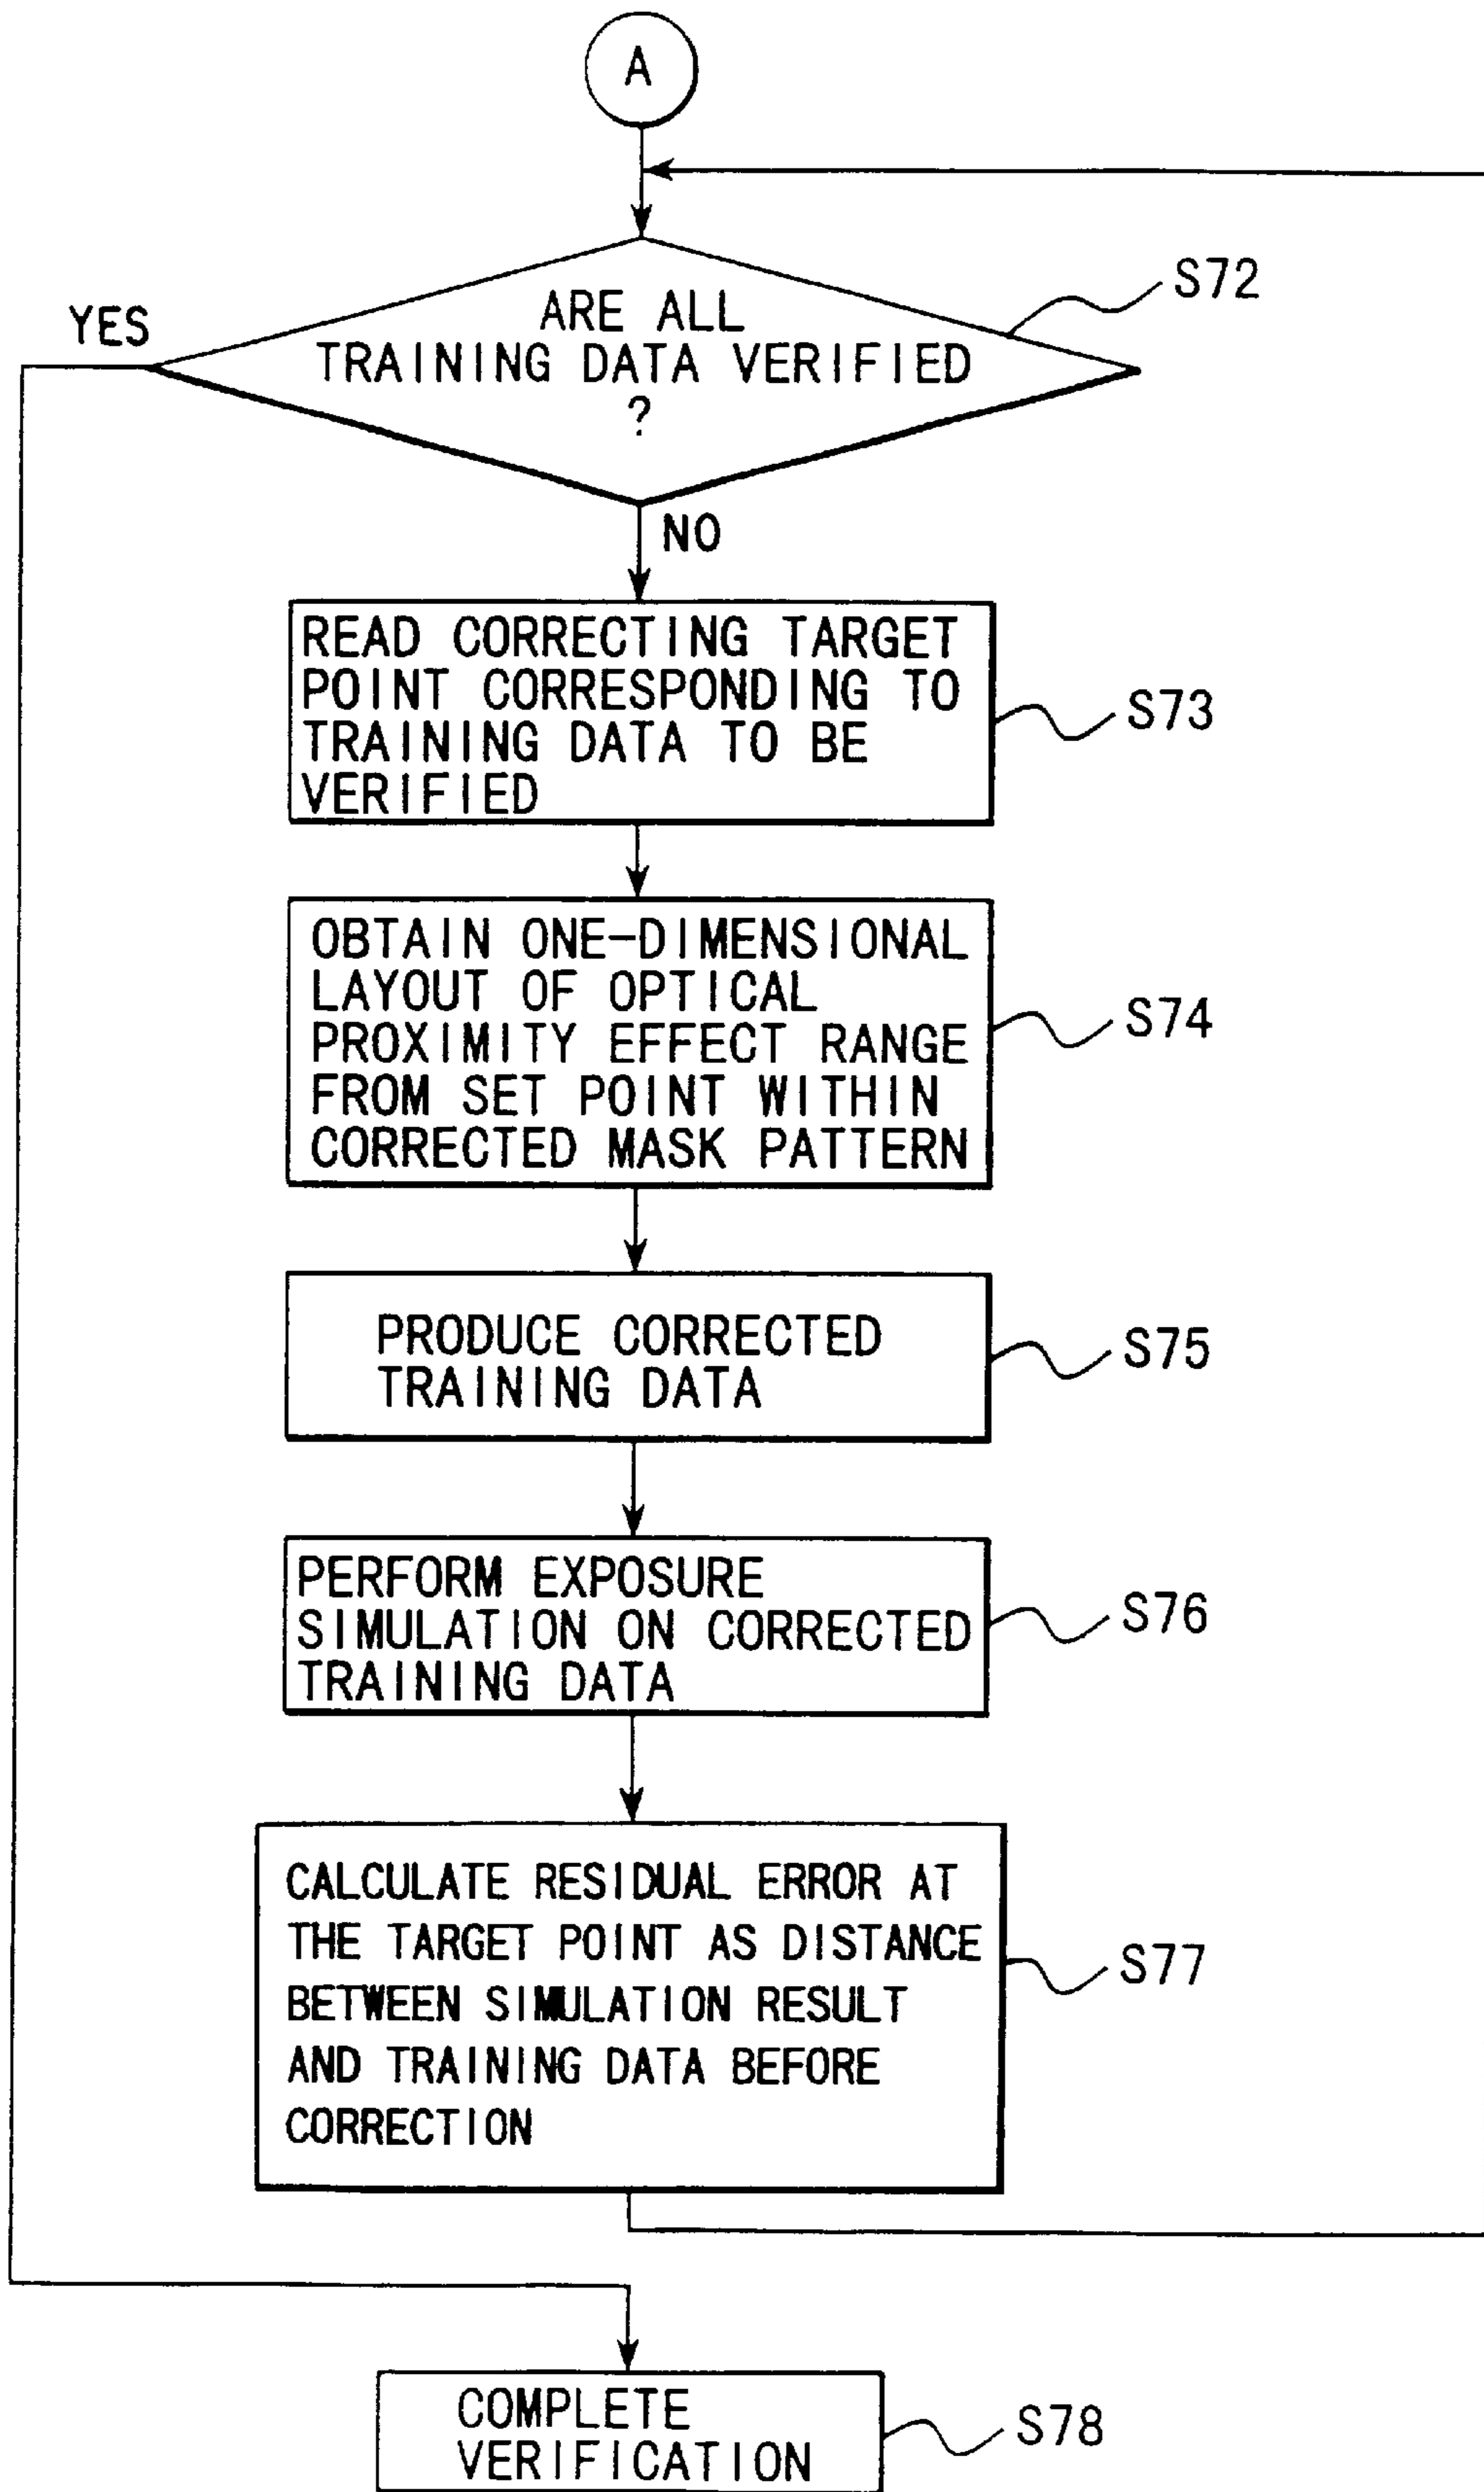 A
YES
ARE ALL
TRAINING DATA VERIFIED
?
S72
NO
READ CORRECTING TARGET
POINT CORRESPONDING TO
TRAINING DATA TO BE
VERIFIED
S73
OBTAIN ONE-DIMENSIONAL
LAYOUT OF OPTICAL
PROXIMITY EFFECT RANGE
FROM SET POINT WITHIN
CORRECTED MASK PATTERN
S74
PRODUCE CORRECTED
TRAINING DATA
S75
PERFORM EXPOSURE
SIMULATION ON CORRECTED
TRAINING DATA
S76
CALCULATE RESIDUAL ERROR AT
THE TARGET POINT AS DISTANCE
BETWEEN SIMULATION RESULT
AND TRAINING DATA BEFORE
CORRECTION
S77
COMPLETE
VERIFICATION
S78